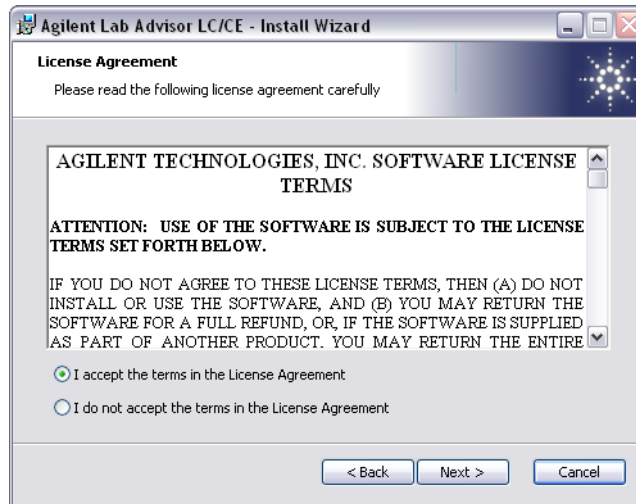 Agilent Lab Advisor LC/CE - Install Wizard
License Agreement
Please read the following license agreement carefully
AGILENT TECHNOLOGIES, INC. SOFTWARE LICENSE
TERMS
ATTENTION: USE OF THE SOFTWARE IS SUBJECT TO THE LICENSE
TERMS SET FORTH BELOW.
IF YOU DO NOT AGREE TO THESE LICENSE TERMS, THEN (A) DO NOT
INSTALL OR USE THE SOFTWARE, AND (B) YOU MAY RETURN THE
SOFTWARE FOR A FULL REFUND, OR, IF THE SOFTWARE IS SUPPLIED
AS PART OF ANOTHER PRODUCT, YOU MAY RETURN THE ENTIRE
I accept the terms in the License Agreement
I do not accept the terms in the License Agreement
< Back Next > Cancel